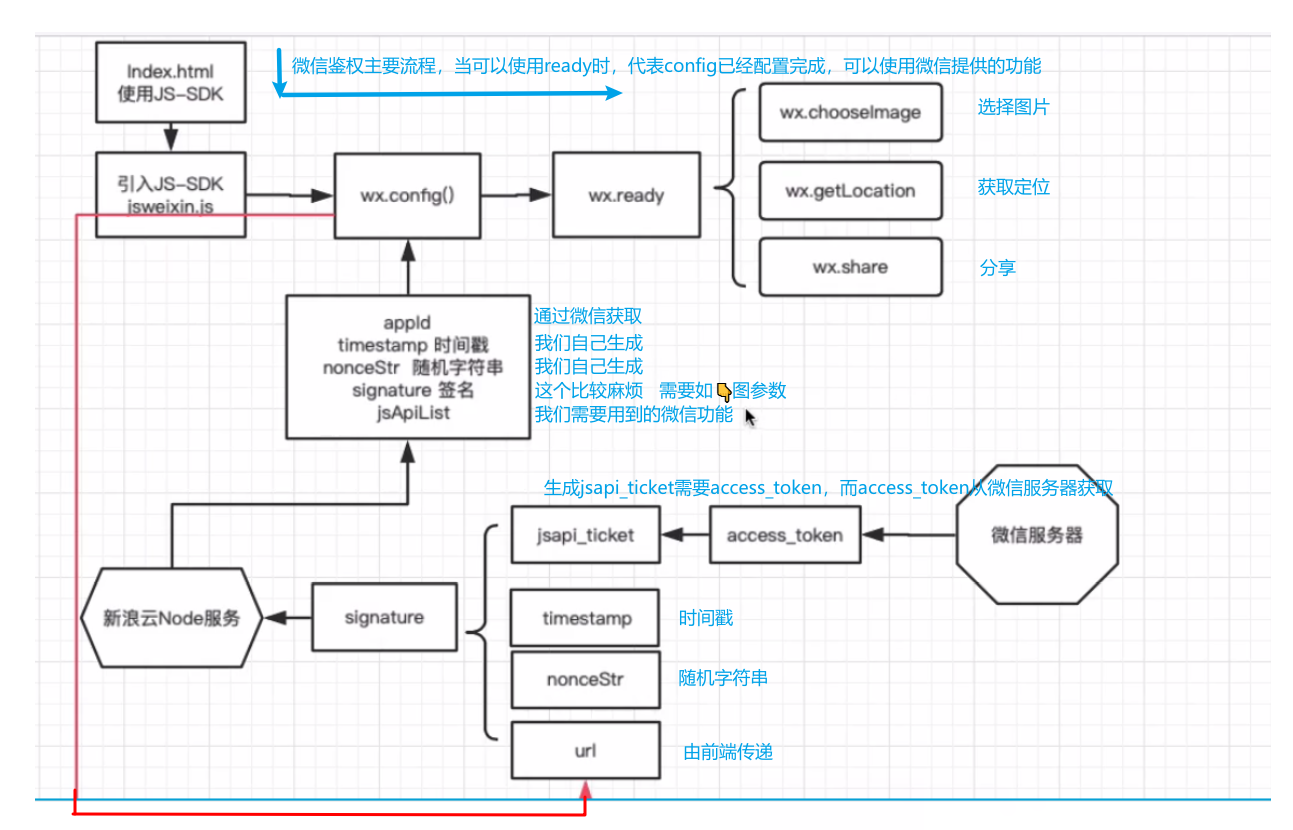 Index.html
使用JS-SDK
微信鉴权主要流程，当可以使用ready时，代表config已经配置完成，可以使用微信提供的功能
引入JS-SDK
jsweixin.js
wx.config()
wx.ready
wx.chooseImage
选择图片
wx.getLocation
获取定位
wx.share
分享
appId
通过微信获取
timestamp 时间戳
我们自己生成
nonceStr 随机字符串
我们自己生成
signature 签名
这个比较麻烦 需要如👇图参数
jsApiList
我们需要用到的微信功能
生成jsapi_ticket需要access_token，而access_token从微信服务器获取
jsapi_ticket
access_token
微信服务器
新浪云Node服务
signature
timestamp
时间戳
nonceStr
随机字符串
url
由前端传递